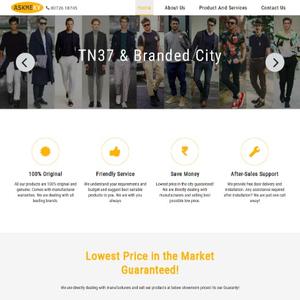 ASKME
80726 18745
Home
About Us
Product And Services
Contact Us
TN37 & Branded City
100% Original
All our products are 100% original and
genuine. Comes with manufacturer
warranties. We are dealing with all
leading brands.
Friendly Service
We understand your requirements and
budget and suggest best suitable
products to you. We are with you
always.
Save Money
Lowest price in the city guaranteed!
We are directly dealing with
manufacturers and selling best
possible low price.
After-Sales Support
We provide free door delivery and
installation. Any assistance required
after installation? We are just one call
away!
Lowest Price in the Market
Guaranteed!
We are directly dealing with manufacturers and sell our products at below showroom prices! Its our Guaranty!